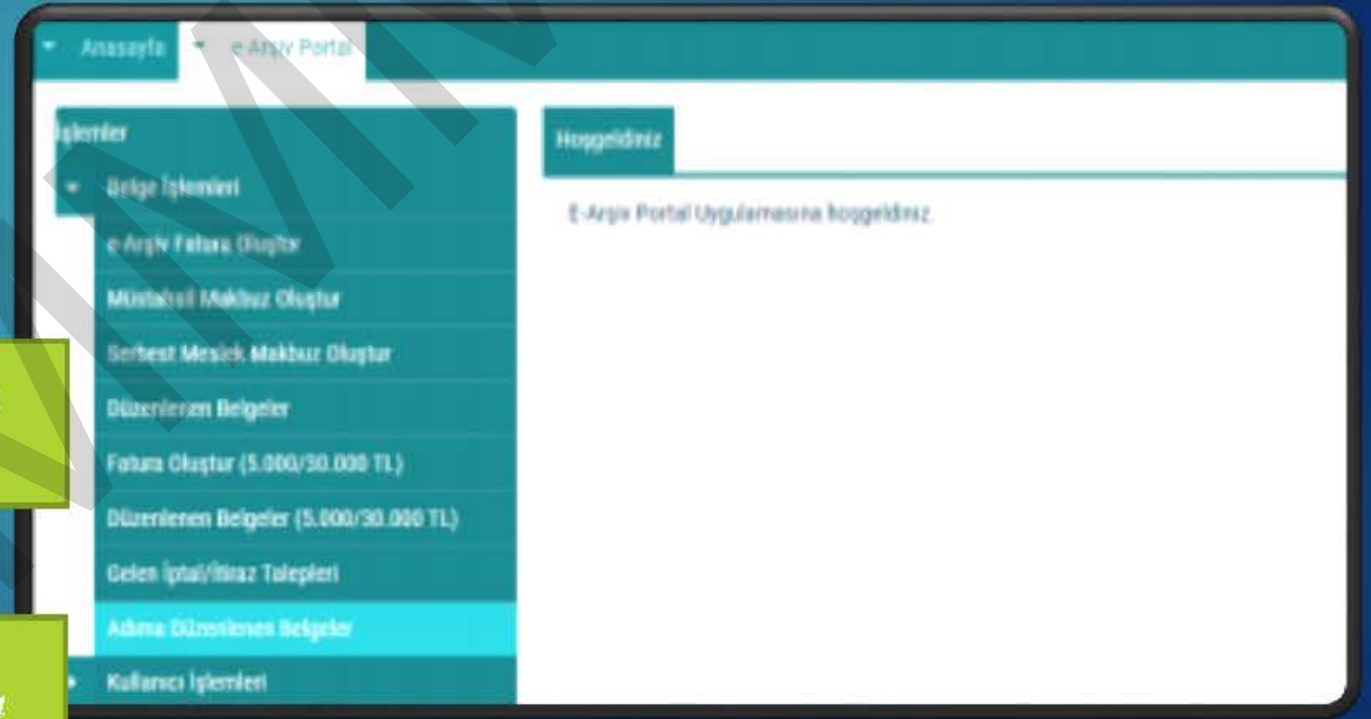 Anasayfa
e-Arşiv Portal
İşlemler
Belge İşlemleri
e-Arşiv Fatura Oluştur
Müstahsil Makbuz Oluştur
Serbest Meslek Makbuz Oluştur
Düzenlenen Belgeler
Fatura Oluştur (5.000/30.000 TL)
Düzenlenen Belgeler (5.000/30.000 TL)
Gelen İptal/İtiraz Talepleri
Adıma Düzenlenen Belgeler
Kullanıcı İşlemleri
Hoşgeldiniz
E-Arşiv Portal Uygulamasına hoşgeldiniz.